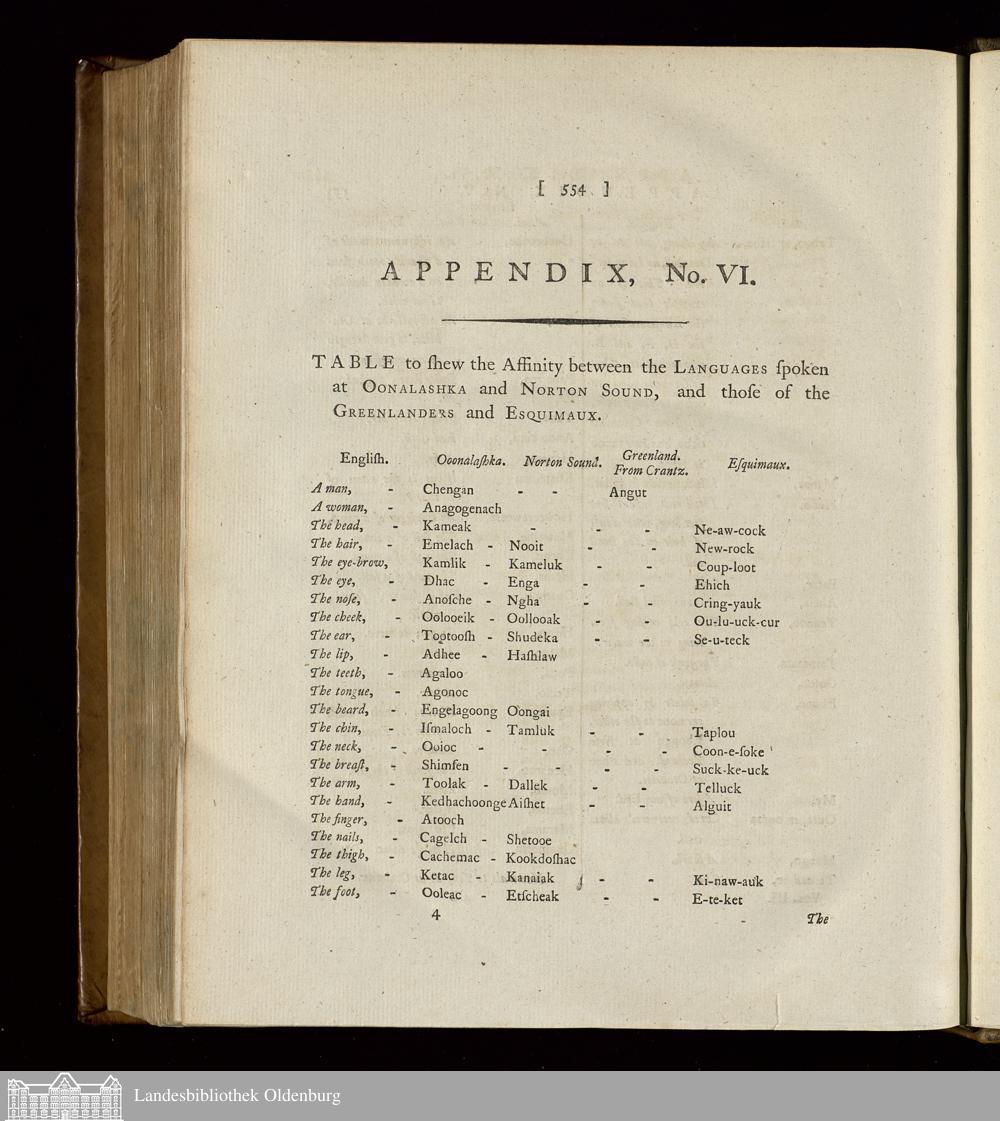 [ 554 ]
APPENDIX, No. VI.
TABLE to ſhew the Affinity between the LANGUAGES ſpoken
at OONALASHKA and NORTON SOUND, and thoſe of the
GREENLANDERS and ESQUIMAUX.
Engliſh. Ooonalaſhka. Norton Sound. Greenland. From Crantz. Eſquimaux.
A man, - Chengan - - Angut
A woman, - Anagogenach
The head, - Kameak - - - Ne-aw-cock
The hair, - Emelach - Nooit - - New-rock
The eye-brow, Kamlik - Kameluk - - Coup-loot
The eye, - Dhac - Enga - - Ehich
The noſe, - Anoſche - Ngha - - Cring-yauk
The cheek, - Oolooeik - Oollooak - - Ou-lu-uck-cur
The ear, - Tootooſh - Shudeka - - Se-u-teck
The lip, - Adhee - Haſhlaw
The teeth, - Agaloo
The tongue, - Agonoc
The beard, - Engelagoong Oongai
The chin, - Iſmaloch - Tamluk - - Taplou
The neck, - Ooioc - - - - Coon-e-ſoke
The breaſt, - Shimſen - - - - Suck-ke-uck
The arm, - Toolak - Dallek - - Telluck
The hand, - Kedhachoonge Aiſhet - - Alguit
The finger, - Atooch
The nails, - Cagelch - Shetooe
The thigh, - Cachemac - Kookdoſhac
The leg, - Ketac - Kanaiak - - Ki-naw-auk
The foot, - Ooleac - Etſcheak - - E-te-ket
4 The
Landesbibliothek Oldenburg